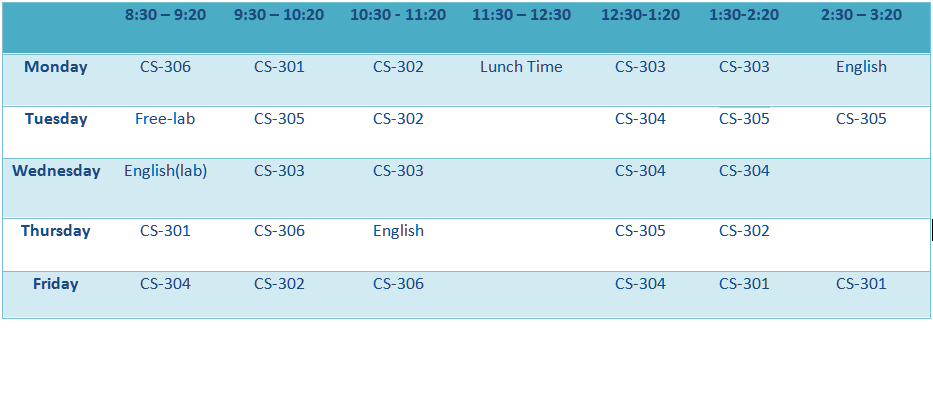 8:30 – 9:20 9:30 – 10:20 10:30 - 11:20 11:30 – 12:30 12:30-1:20 1:30-2:20 2:30 – 3:20
Monday CS-306 CS-301 CS-302 Lunch Time CS-303 CS-303 English
Tuesday Free-lab CS-305 CS-302 CS-304 CS-305 CS-305
Wednesday English(lab) CS-303 CS-303 CS-304 CS-304
Thursday CS-301 CS-306 English CS-305 CS-302
Friday CS-304 CS-302 CS-306 CS-304 CS-301 CS-301